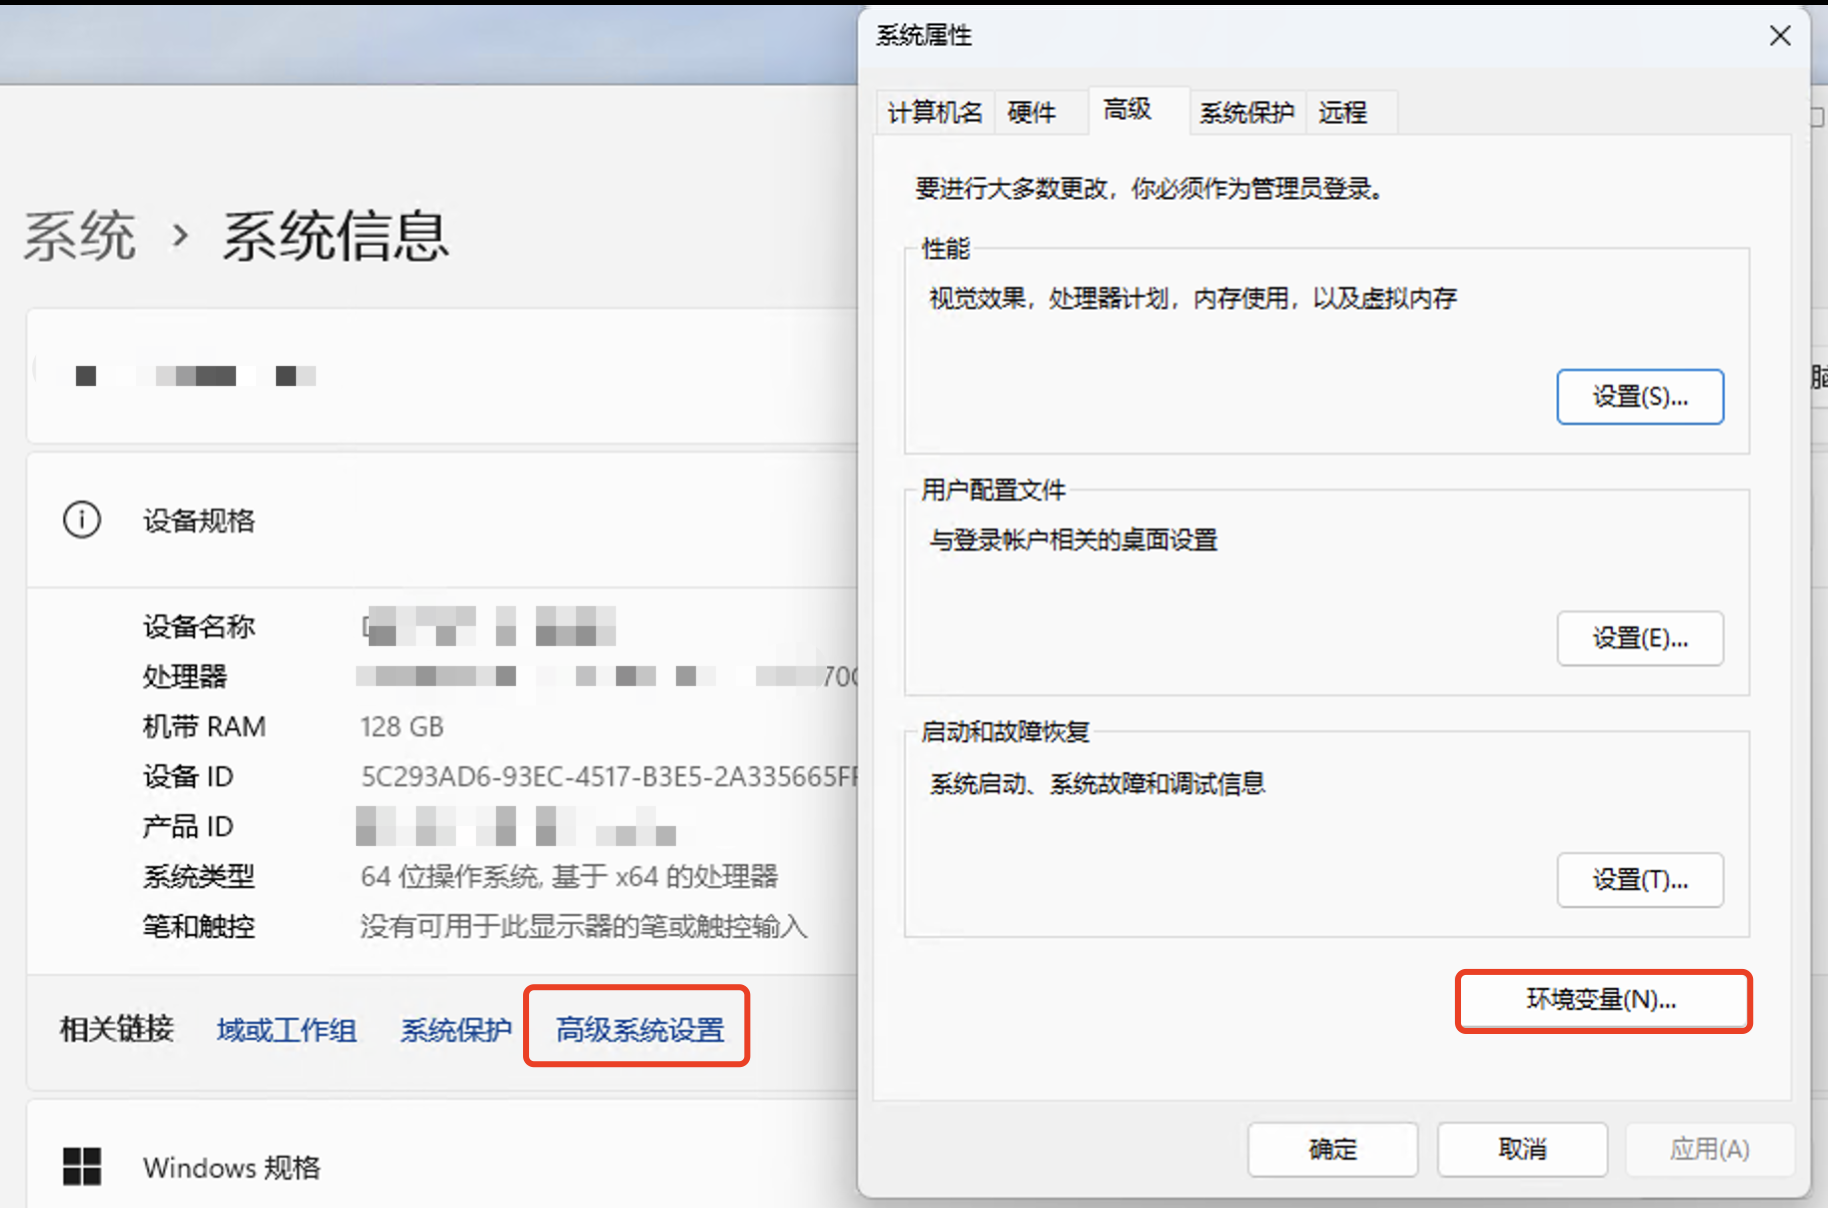 系统 › 系统信息
设备规格
设备名称
处理器
机带 RAM 128 GB
设备 ID 5C293AD6-93EC-4517-B3E5-2A335665F
产品 ID
系统类型 64 位操作系统, 基于 x64 的处理器
笔和触控 没有可用于此显示器的笔或触控输入
相关链接 域或工作组 系统保护 高级系统设置
Windows 规格
系统属性
计算机名 硬件 高级 系统保护 远程
要进行大多数更改，你必须作为管理员登录。
性能
视觉效果，处理器计划，内存使用，以及虚拟内存
设置(S)...
用户配置文件
与登录帐户相关的桌面设置
设置(E)...
启动和故障恢复
系统启动、系统故障和调试信息
设置(T)...
环境变量(N)...
确定 取消 应用(A)